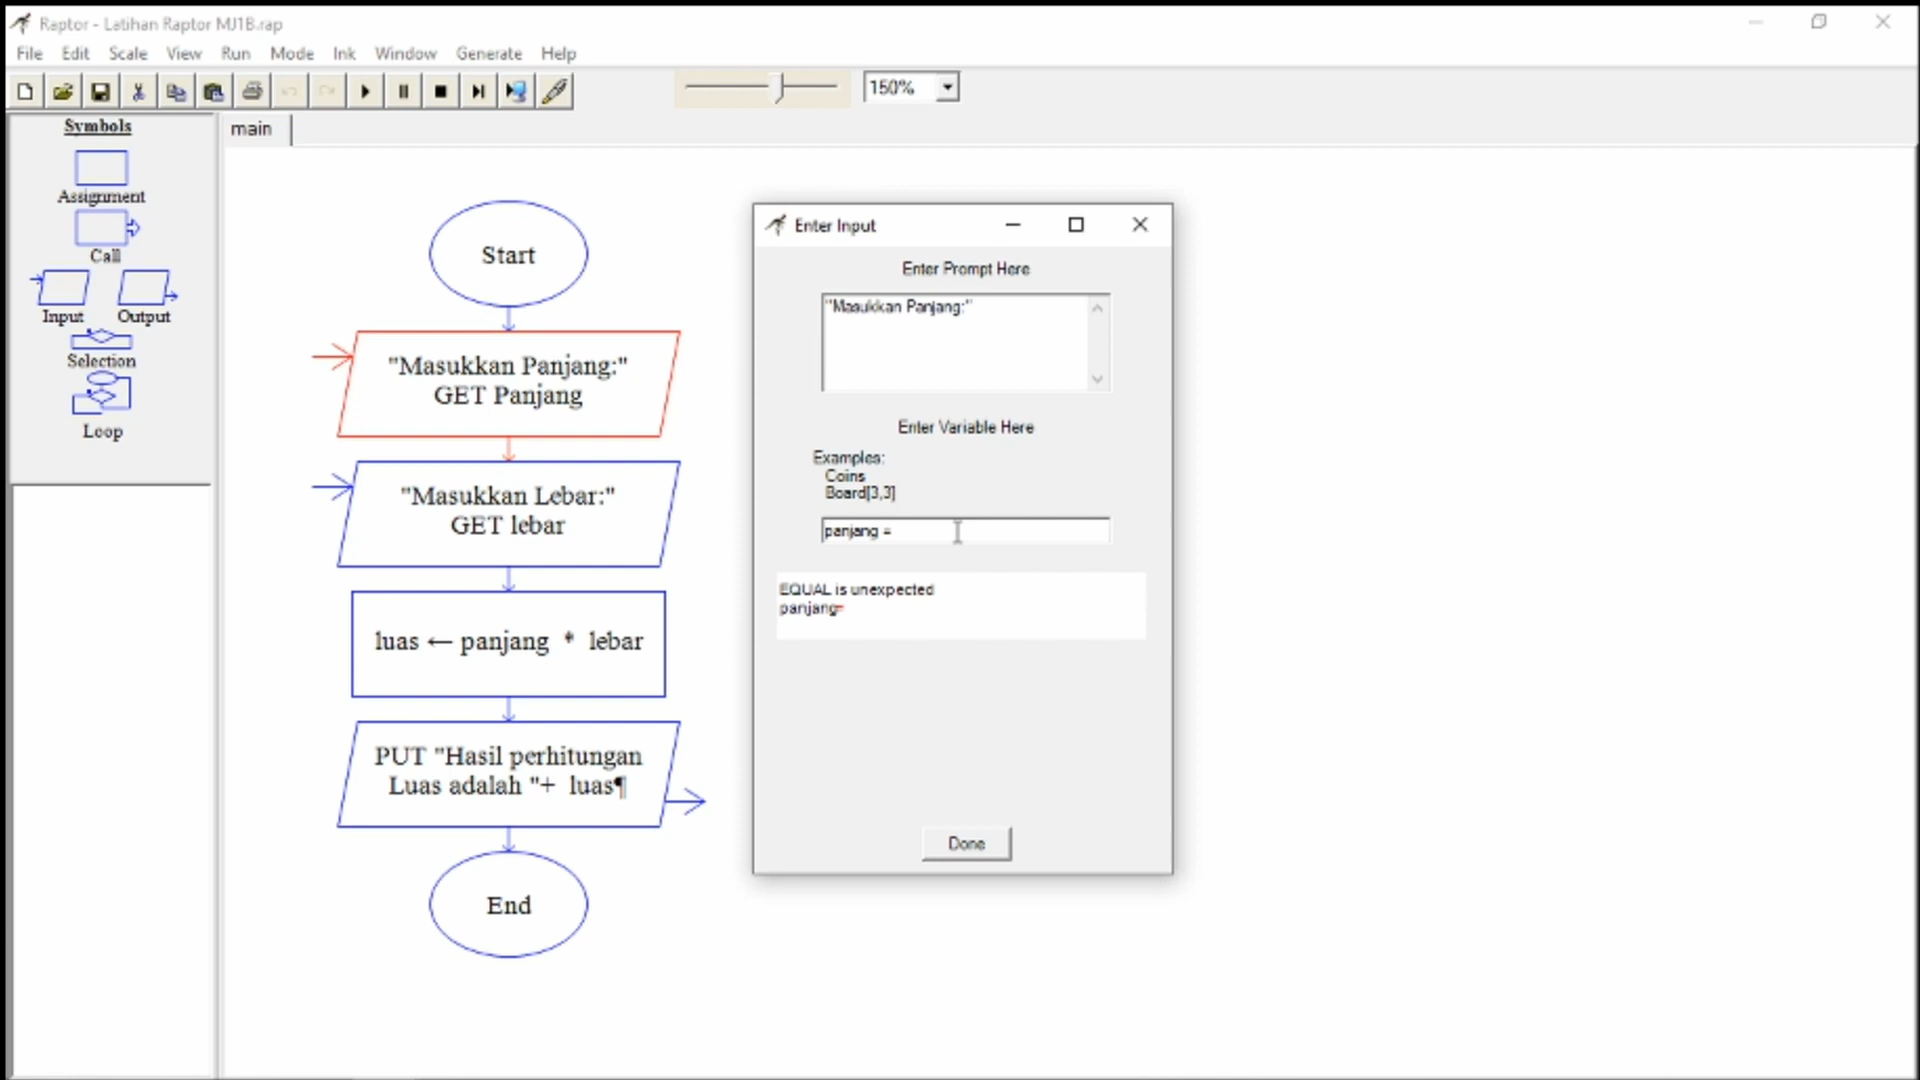 Raptor - Latihan Raptor MJ1B.rap
File Edit Scale View Run Mode Ink Window Generate Help
150%
Symbols
Assignment
Call
Input Output
Selection
Loop
main
Start
"Masukkan Panjang:"
GET Panjang
"Masukkan Lebar:"
GET lebar
luas ← panjang * lebar
PUT "Hasil perhitungan
Luas adalah "+ luas¶
End
Enter Input
Enter Prompt Here
"Masukkan Panjang:"
Enter Variable Here
Examples:
Coins
Board[3,3]
panjang =
EQUAL is unexpected
panjang=
Done